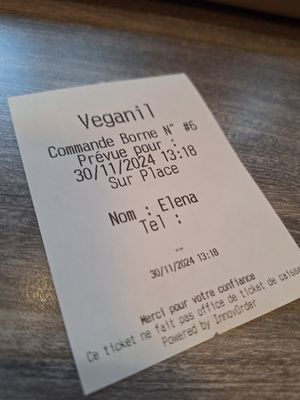 Veganil
Commande Borne N° #6
Prévue pour :
30/11/2024 13:18
Sur Place
Nom : Elena
Tel :
""
30/11/2024 13:18
Merci pour votre confiance
Ce ticket ne fait pas office de ticket de caisse
Powered by InnovOrder